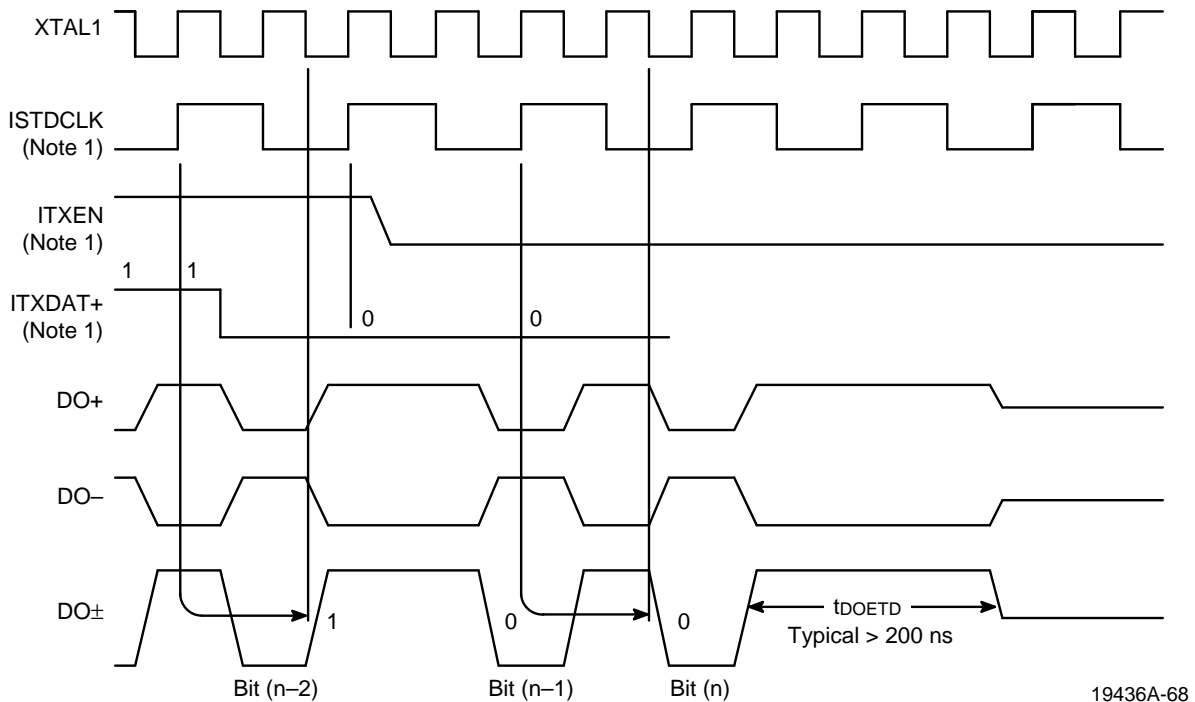 XTAL1
ISTDCLK
(Note 1)
ITXEN
(Note 1)
1 1
ITXDAT+
(Note 1)
0 0
DO+
DO–
DO±
1 0 0
tDOETD
Typical > 200 ns
Bit (n–2) Bit (n–1) Bit (n)
19436A-68